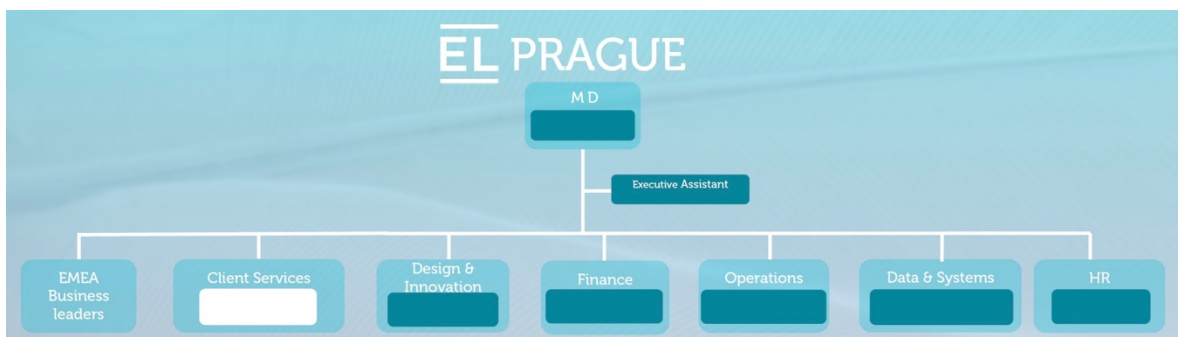 EL PRAGUE
M D
Executive Assistant
EMEA
Business
leaders
Client Services
Design &
Innovation
Finance
Operations
Data & Systems
HR